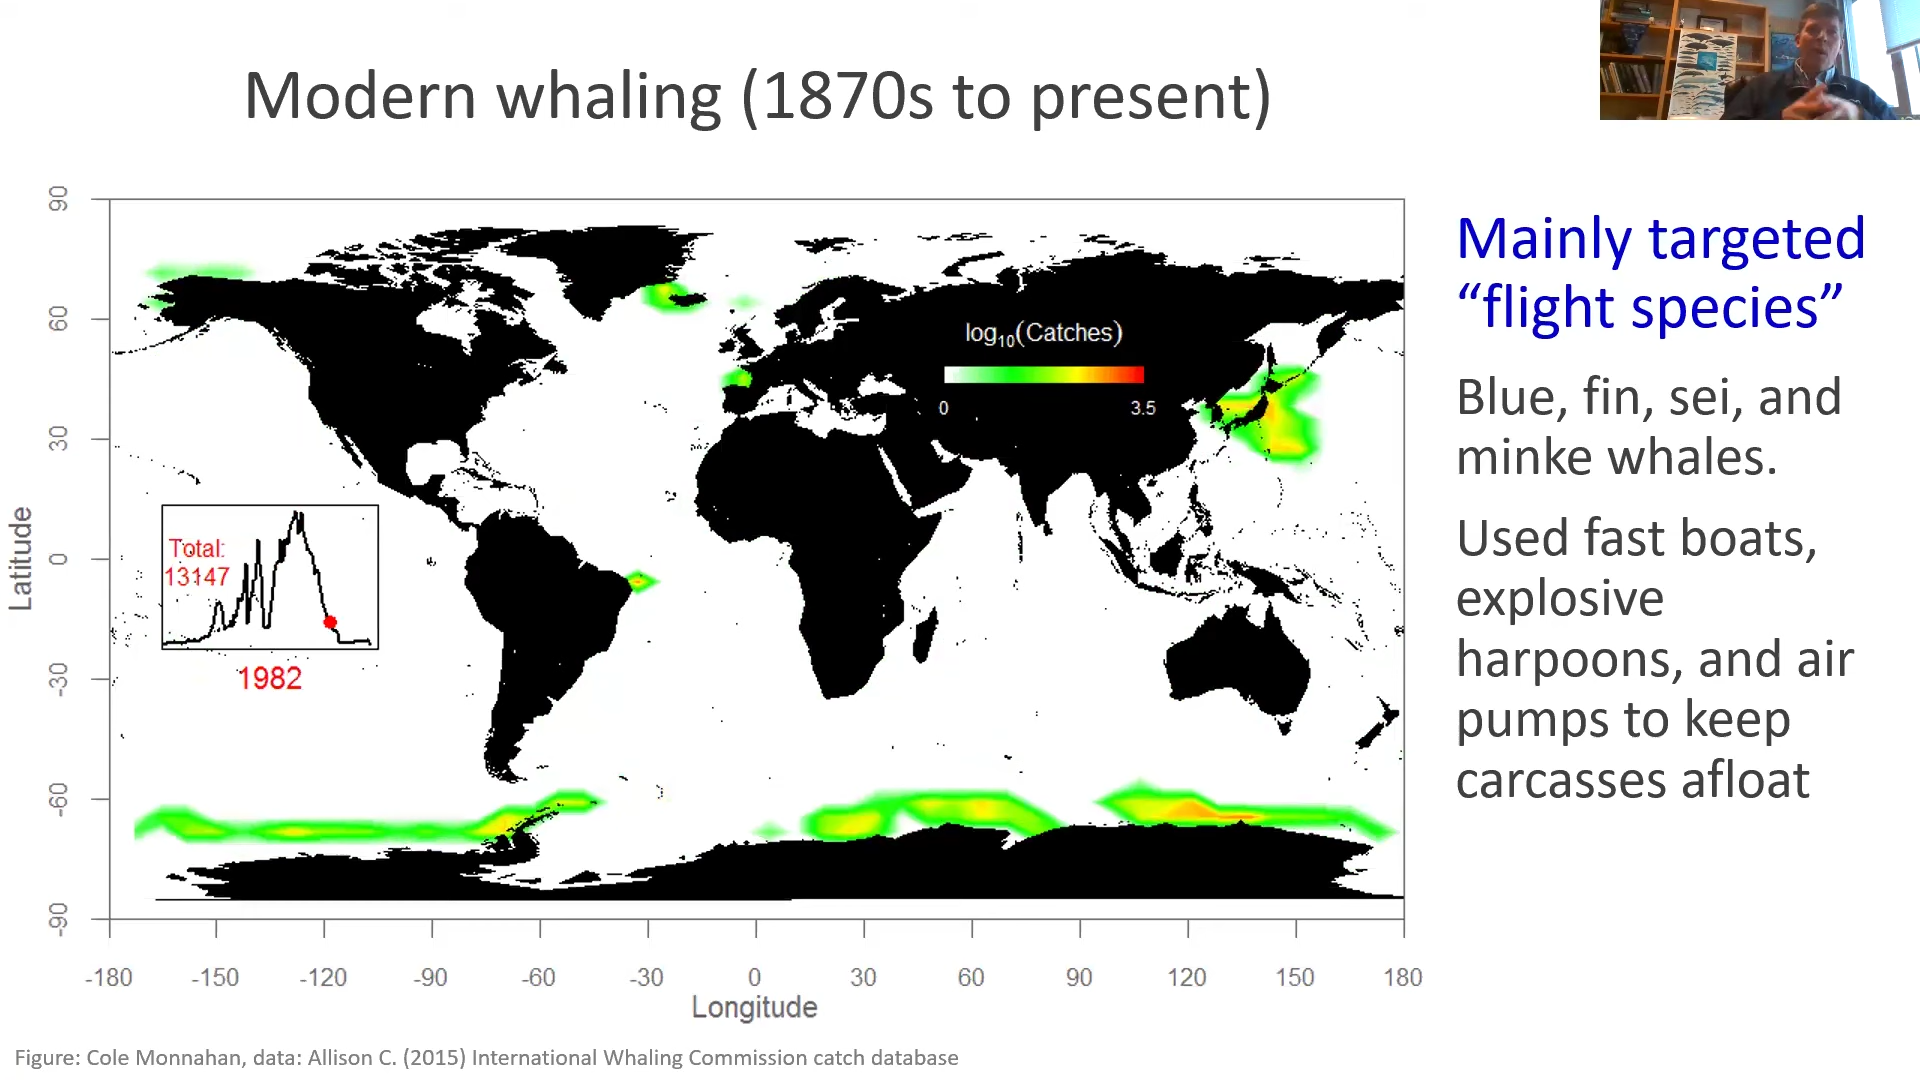 Modern whaling (1870s to present)
90
60
30
0
-30
-60
-90
Latitude
log10(Catches)
0
3.5
Total:
13147
1982
-180
-150
-120
-90
-60
-30
0
30
60
90
120
150
180
Longitude
Mainly targeted
“flight species”
Blue, fin, sei, and
minke whales.
Used fast boats,
explosive
harpoons, and air
pumps to keep
carcasses afloat
Figure: Cole Monnahan, data: Allison C. (2015) International Whaling Commission catch database